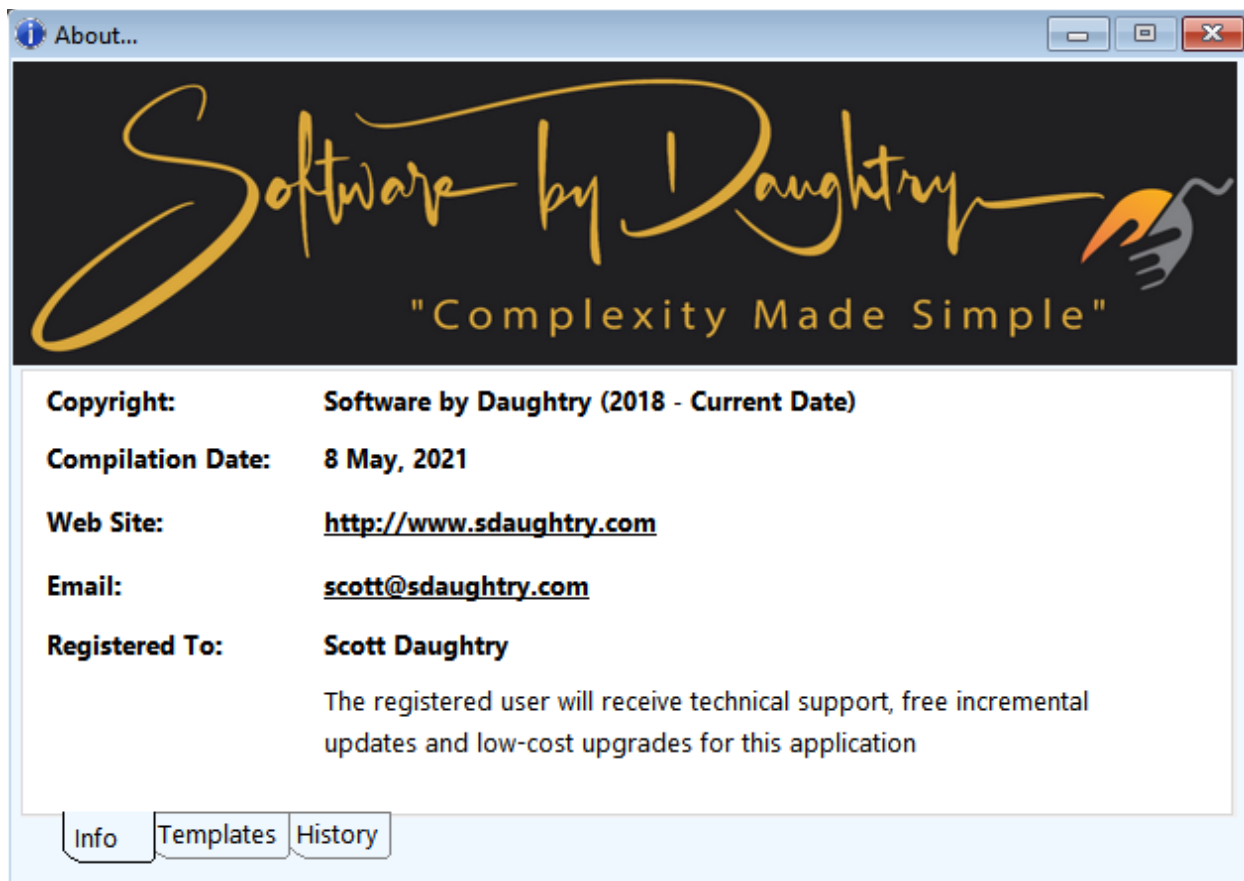 About...
Software by Daughtry
"Complexity Made Simple"
Copyright: Software by Daughtry (2018 - Current Date)
Compilation Date: 8 May, 2021
Web Site: http://www.sdaughtry.com
Email: scott@sdaughtry.com
Registered To: Scott Daughtry
The registered user will receive technical support, free incremental
updates and low-cost upgrades for this application
Info Templates History